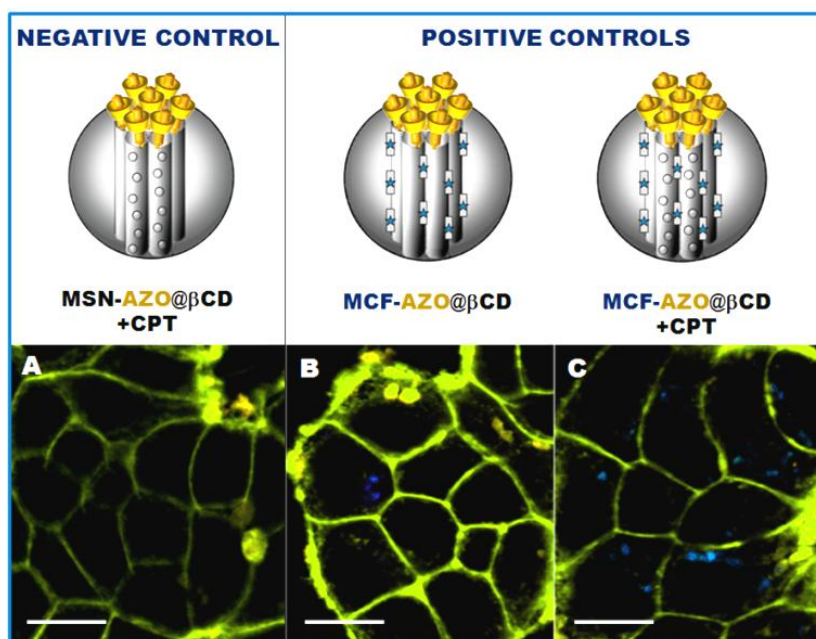 NEGATIVE CONTROL
POSITIVE CONTROLS
MSN-AZO@βCD
+CPT
MCF-AZO@βCD
MCF-AZO@βCD
+CPT
A
B
C